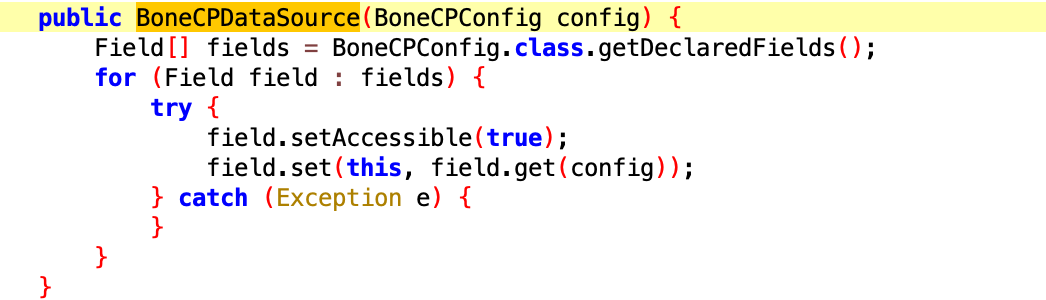 public BoneCPDataSource(BoneCPConfig config) {
    Field[] fields = BoneCPConfig.class.getDeclaredFields();
    for (Field field : fields) {
        try {
            field.setAccessible(true);
            field.set(this, field.get(config));
        } catch (Exception e) {
        }
    }
}